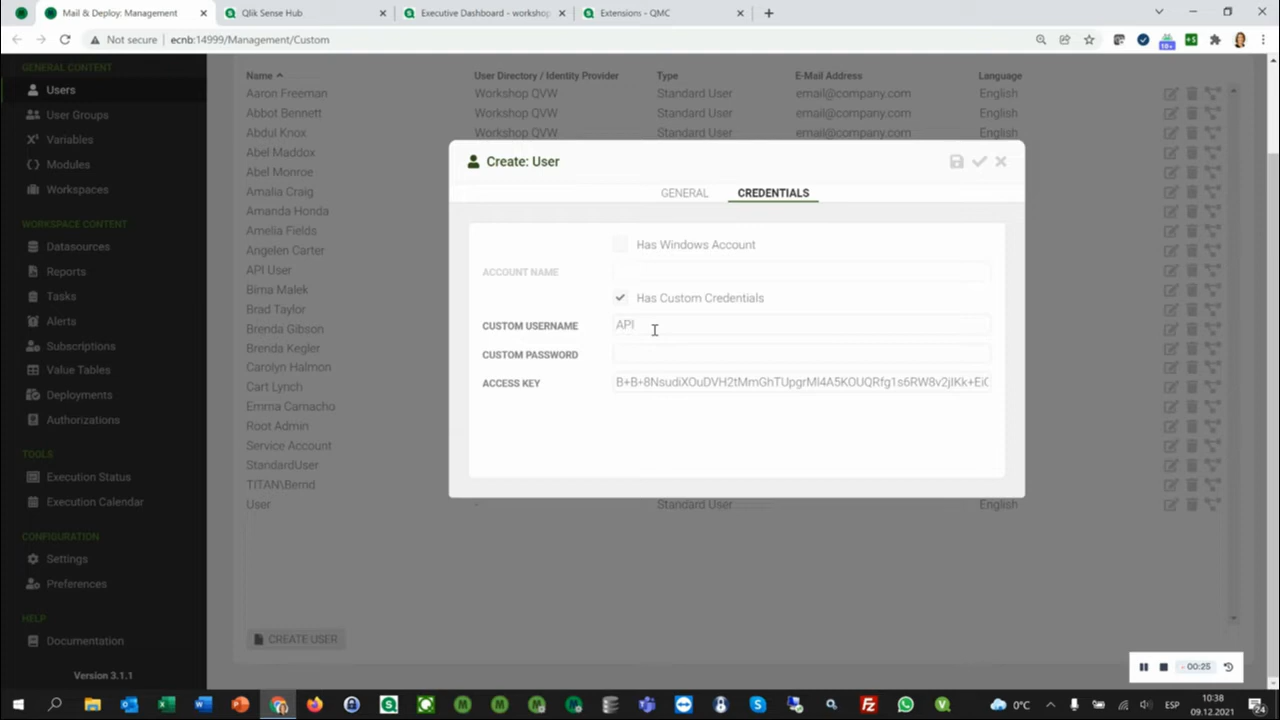 Mail & Deploy: Management
Qlik Sense Hub
Executive Dashboard - worksho
Extensions - QMC
Not secure
ecnb:14999/Management/Custom
GENERAL CONTENT
Users
User Groups
Variables
Modules
Workspaces
WORKSPACE CONTENT
Datasources
Reports
Tasks
Alerts
Subscriptions
Value Tables
Deployments
Authorizations
TOOLS
Execution Status
Execution Calendar
CONFIGURATION
Settings
Preferences
HELP
Documentation
Version 3.1.1
Name User Directory / Identity Provider Type E-Mail Address Language
Aaron Freeman Workshop QVW Standard User email@company.com English
Abbot Bennett Workshop QVW Standard User email@company.com English
Abdul Knox Workshop QVW Standard User email@company.com English
Abel Maddox
Abel Monroe
Amalia Craig
Amanda Honda
Amelia Fields
Angelen Carter
API User
Birna Malek
Brad Taylor
Brenda Gibson
Brenda Kegler
Carolyn Halmon
Cart Lynch
Emma Camacho
Root Admin
Service Account
StandardUser
TITAN\Bernd
User - Standard User English
CREATE USER
Create: User
GENERAL CREDENTIALS
Has Windows Account
ACCOUNT NAME
Has Custom Credentials
CUSTOM USERNAME API
CUSTOM PASSWORD
ACCESS KEY
- 00:25
0°C
ESP
10:38
09.12.2021
24